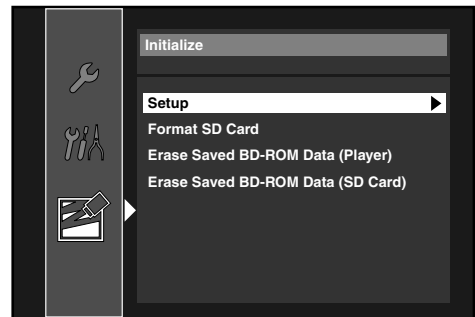 Initialize
Setup
Format SD Card
Erase Saved BD-ROM Data (Player)
Erase Saved BD-ROM Data (SD Card)